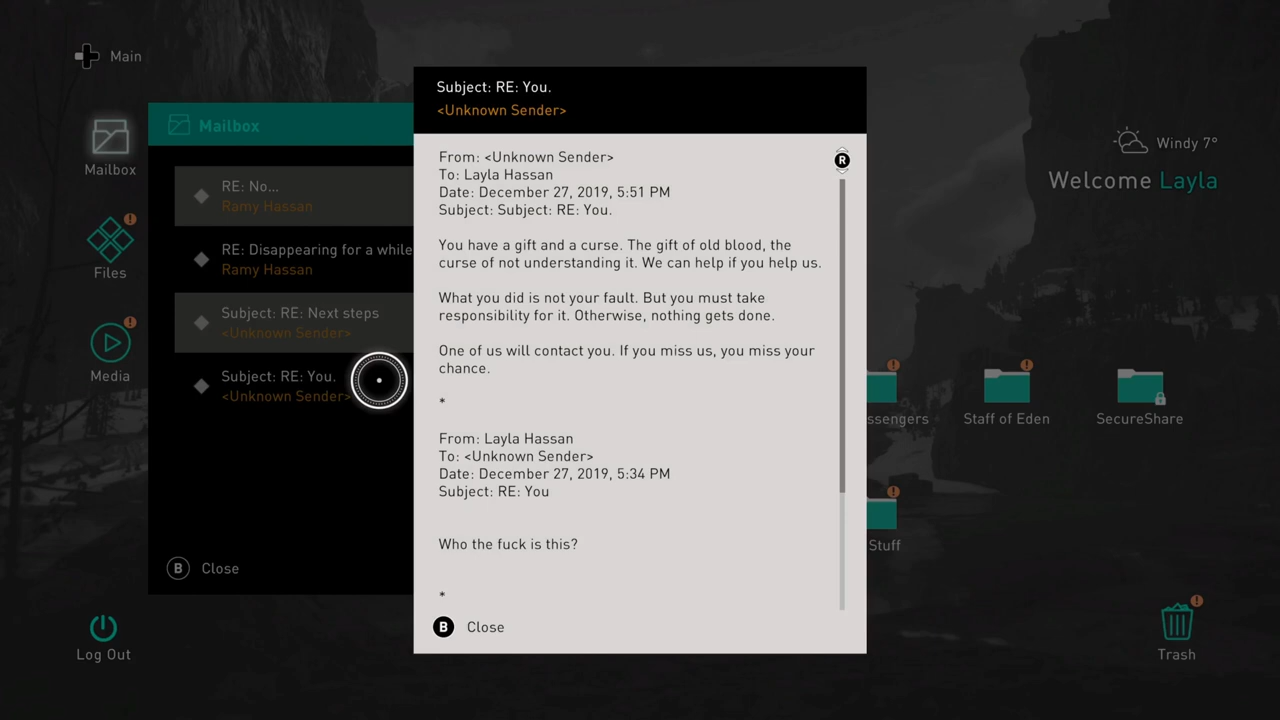 Main
Mailbox
Files
Media
Log Out
Mailbox
RE: No...
Ramy Hassan
RE: Disappearing for a while
Ramy Hassan
Subject: RE: Next steps
<Unknown Sender>
Subject: RE: You.
<Unknown Sender>
B Close
Subject: RE: You.
<Unknown Sender>
R
From: <Unknown Sender>
To: Layla Hassan
Date: December 27, 2019, 5:51 PM
Subject: Subject: RE: You.
You have a gift and a curse. The gift of old blood, the
curse of not understanding it. We can help if you help us.
What you did is not your fault. But you must take
responsibility for it. Otherwise, nothing gets done.
One of us will contact you. If you miss us, you miss your
chance.
*
From: Layla Hassan
To: <Unknown Sender>
Date: December 27, 2019, 5:34 PM
Subject: RE: You
Who the fuck is this?
*
B Close
Windy 7°
Welcome Layla
ssengers
Staff of Eden
SecureShare
Stuff
Trash